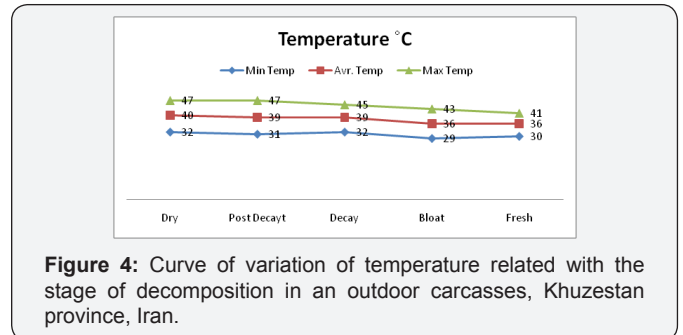 Temperature °C
Min Temp Avr. Temp Max Temp
47 47 45 43 41
40 39 39 36 36
32 31 32 29 30
Dry Post Decayt Decay Bloat Fresh
Figure 4: Curve of variation of temperature related with the
stage of decomposition in an outdoor carcasses, Khuzestan
province, Iran.